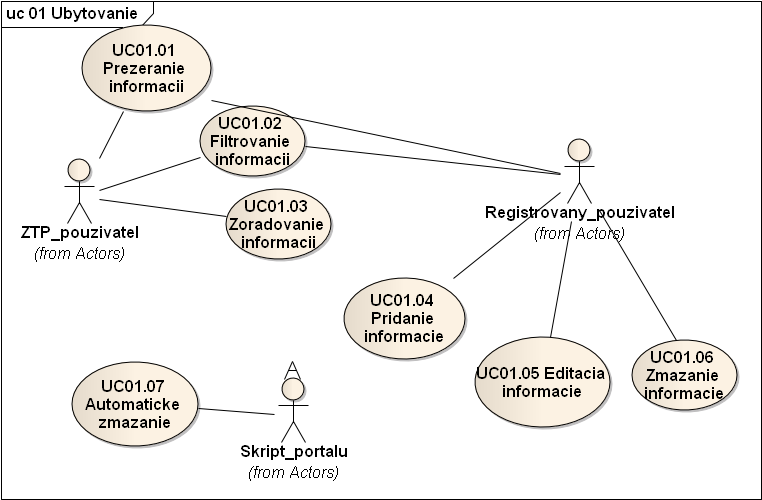 uc 01 Ubytovanie
UC01.01
Prezeranie
informacii
UC01.02
Filtrovanie
informacii
ZTP_pouzivatel
(from Actors)
UC01.03
Zoradovanie
informacii
Registrovany_pouzivatel
(from Actors)
UC01.04
Pridanie
informacie
UC01.05 Editacia
informacie
UC01.06
Zmazanie
informacie
UC01.07
Automaticke
zmazanie
A
Skript_portalu
(from Actors)